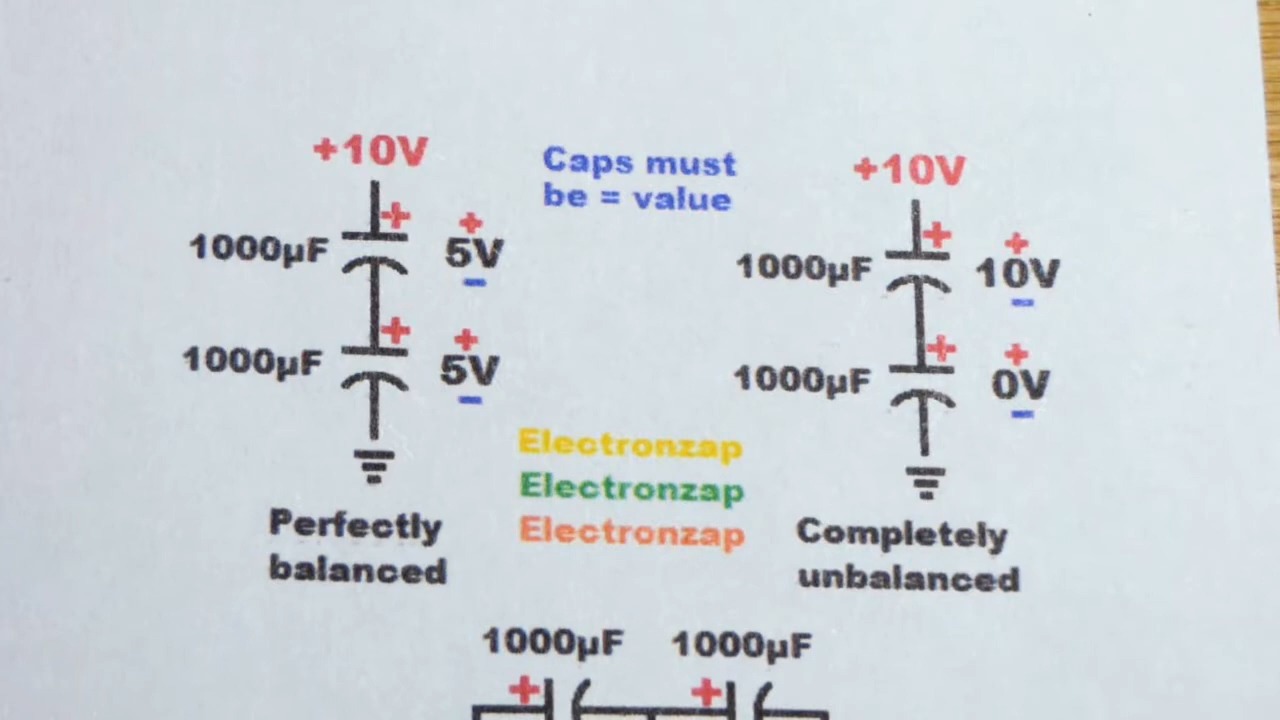 +10V
Caps must
be = value
+10V
+
+
1000µF
5V
-
+
+
1000µF
5V
-
+
+
1000µF
10V
-
+
+
1000µF
0V
-
Electronzap
Electronzap
Electronzap
Perfectly
balanced
Completely
unbalanced
1000µF 1000µF
+ +